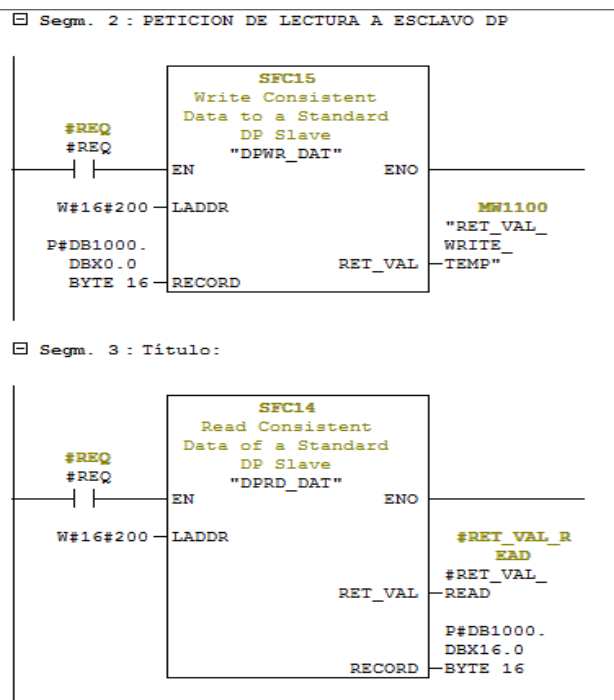 Segm. 2 : PETICION DE LECTURA A ESCLAVO DP
SFC15
Write Consistent
Data to a Standard
DP Slave
"DPWR_DAT"
#REQ
#REQ
EN
ENO
W#16#200
LADDR
MW1100
"RET_VAL_
WRITE_
TEMP"
P#DB1000.
DBX0.0
BYTE 16
RECORD
RET_VAL
Segm. 3 : Título:
SFC14
Read Consistent
Data of a Standard
DP Slave
"DPRD_DAT"
#REQ
#REQ
EN
ENO
W#16#200
LADDR
#RET_VAL_R
EAD
#RET_VAL_
READ
RET_VAL
P#DB1000.
DBX16.0
BYTE 16
RECORD